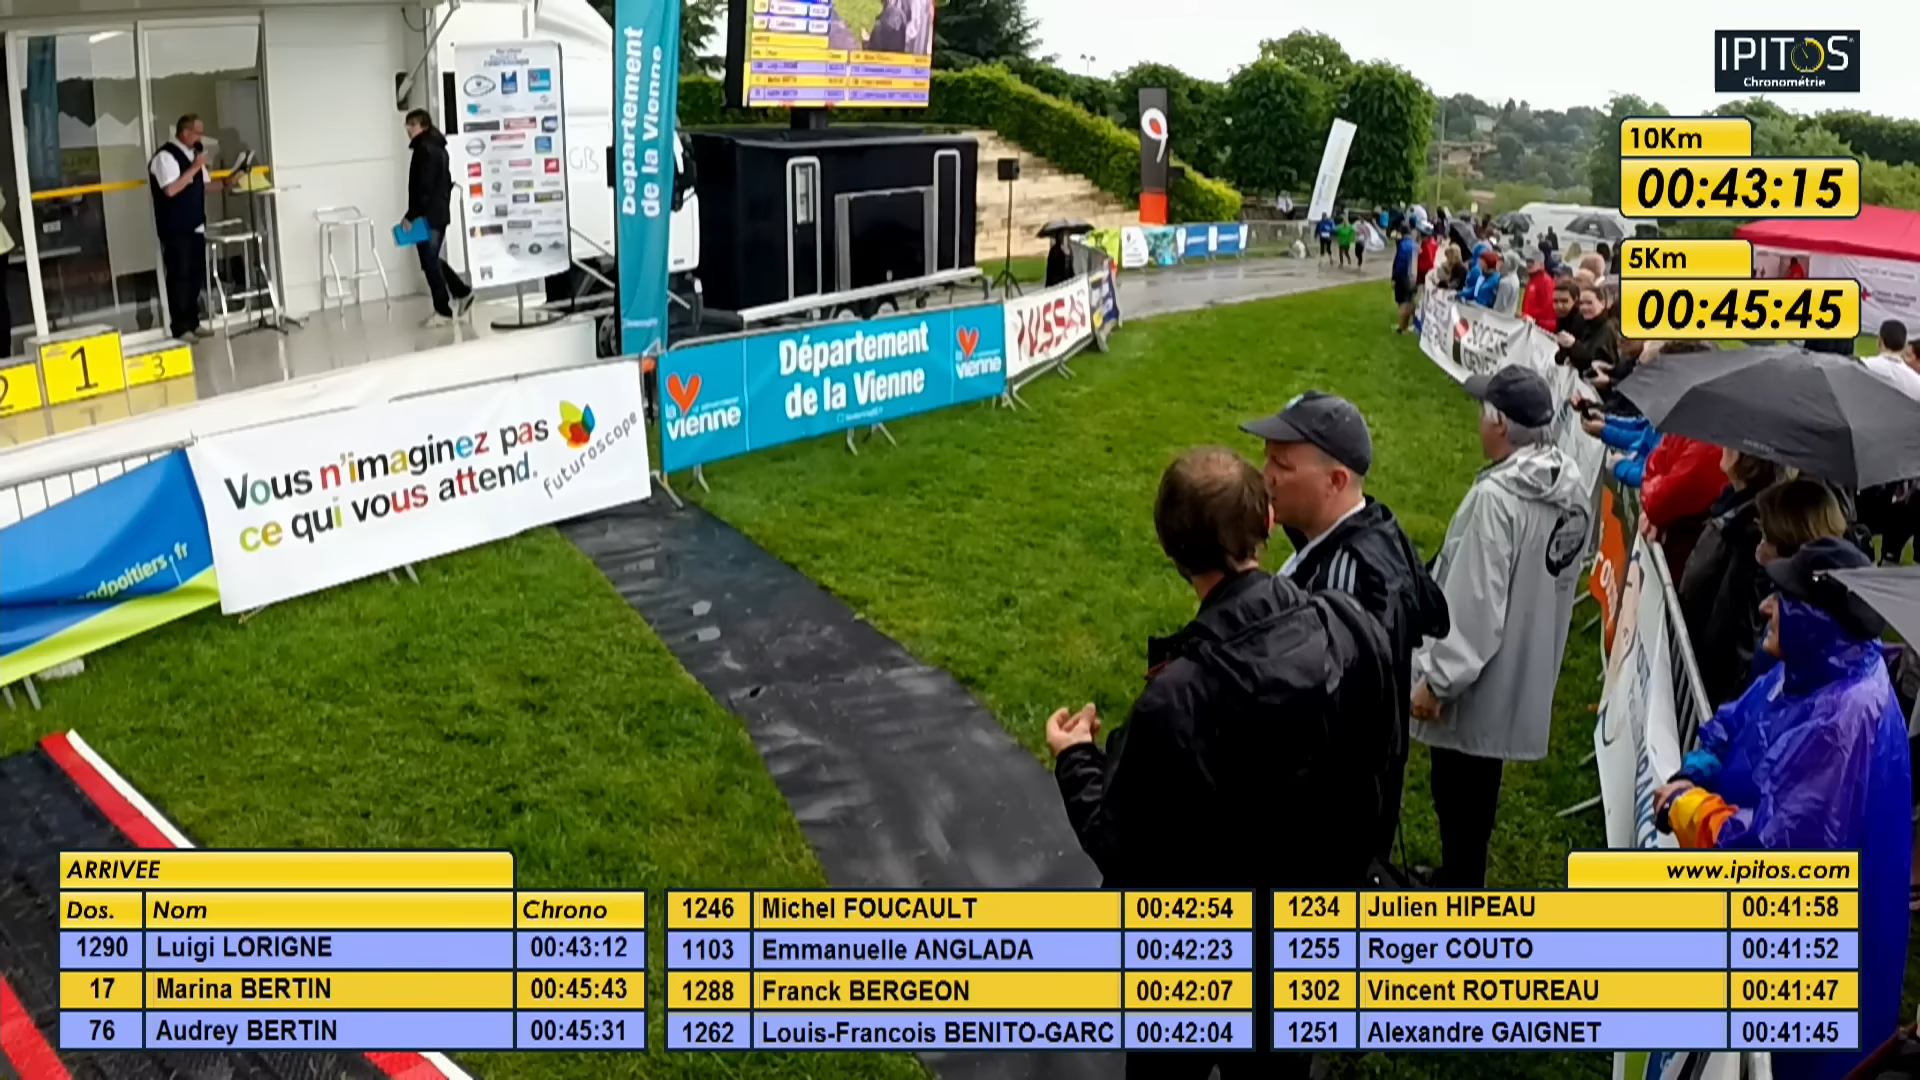 IPITOS
Chronométrie
10Km
00:43:15
5Km
00:45:45
Département
de la Vienne
9
GB
1
2
3
Département
de la Vienne
la vienne
la vienne
Vous n'imaginez pas
ce qui vous attend.
futuroscope
ndpoitiers.fr
ARRIVEE
www.ipitos.com
Dos. Nom Chrono
1290 Luigi LORIGNE 00:43:12
17 Marina BERTIN 00:45:43
76 Audrey BERTIN 00:45:31
1246 Michel FOUCAULT 00:42:54
1103 Emmanuelle ANGLADA 00:42:23
1288 Franck BERGEON 00:42:07
1262 Louis-Francois BENITO-GARC 00:42:04
1234 Julien HIPEAU 00:41:58
1255 Roger COUTO 00:41:52
1302 Vincent ROTUREAU 00:41:47
1251 Alexandre GAIGNET 00:41:45